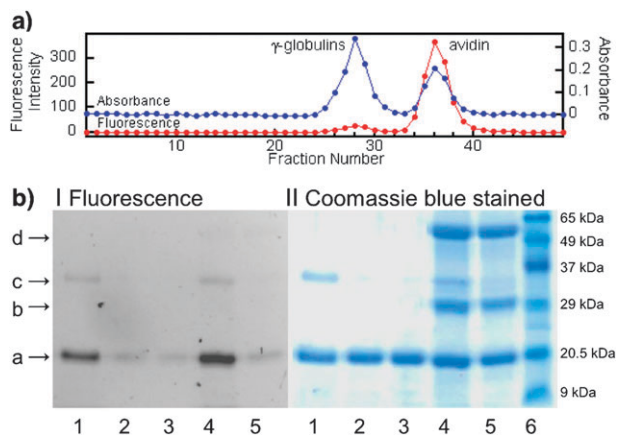 a)
Fluorescence Intensity
300
200
100
0
γ-globulins
avidin
Absorbance
Fluorescence
0.3
0.2
0.1
0
Absorbance
10 20 30 40
Fraction Number
b) I Fluorescence II Coomassie blue stained
d →
c →
b →
a →
65 kDa
49 kDa
37 kDa
29 kDa
20.5 kDa
9 kDa
1 2 3 4 5 1 2 3 4 5 6